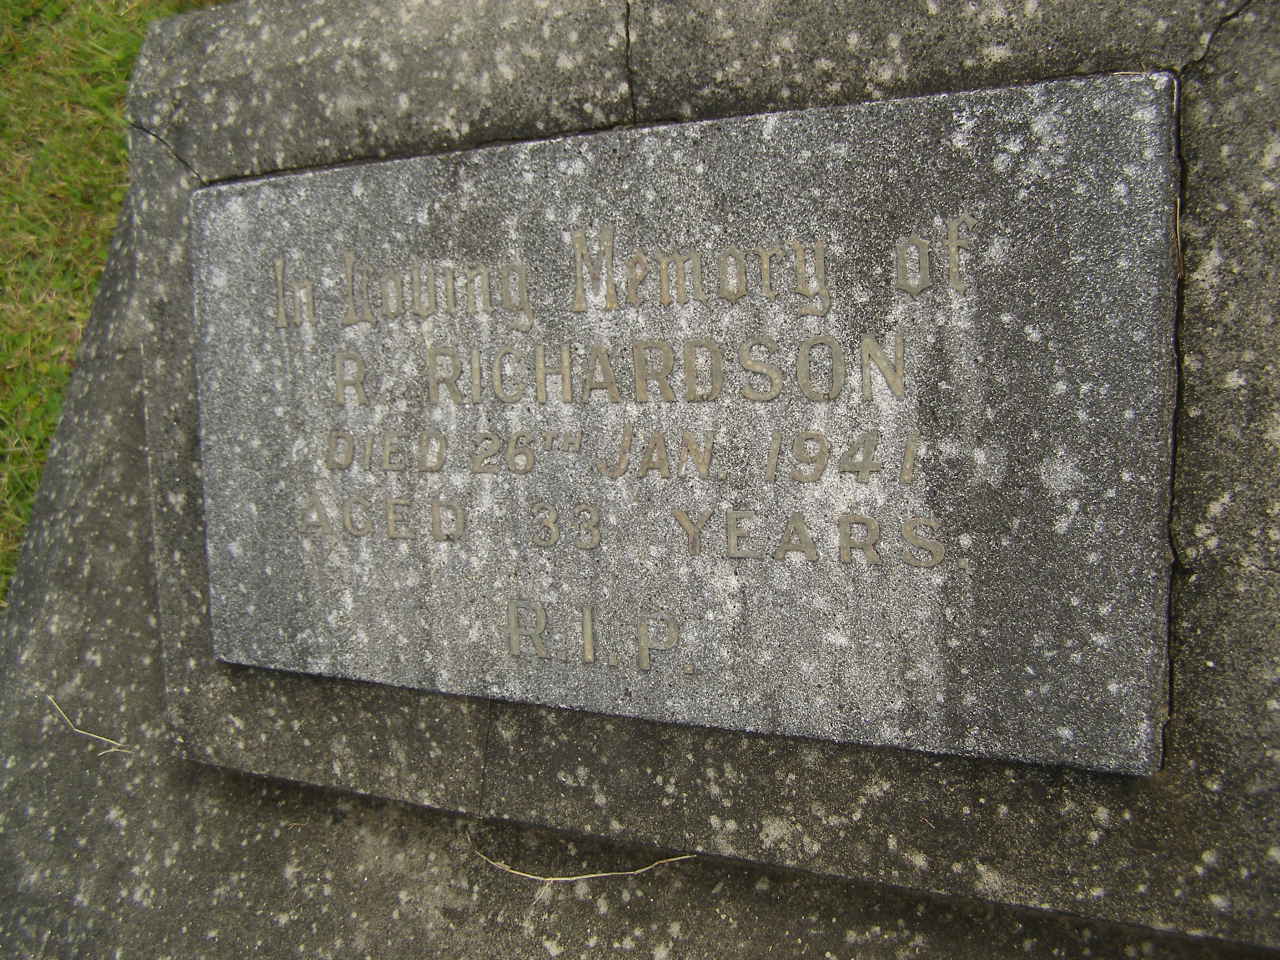 In Loving Memory of
R. RICHARDSON
DIED 26TH JAN. 1941
AGED 33 YEARS.
R.I.P.